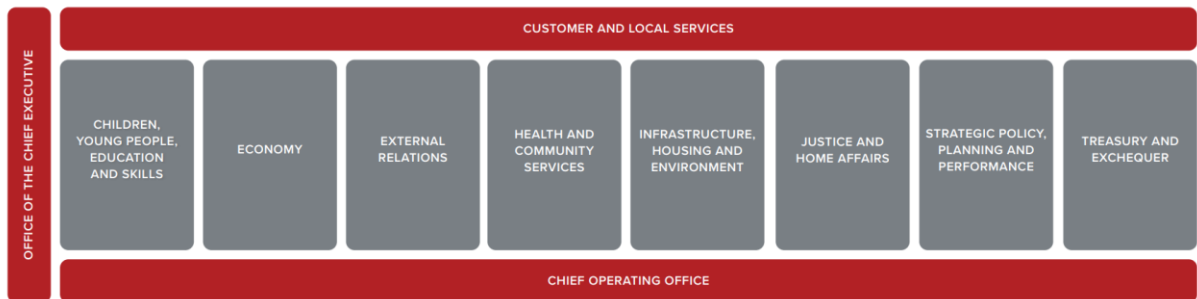 OFFICE OF THE CHIEF EXECUTIVE
CUSTOMER AND LOCAL SERVICES
CHILDREN,
YOUNG PEOPLE,
EDUCATION
AND SKILLS
ECONOMY
EXTERNAL
RELATIONS
HEALTH AND
COMMUNITY
SERVICES
INFRASTRUCTURE,
HOUSING AND
ENVIRONMENT
JUSTICE AND
HOME AFFAIRS
STRATEGIC POLICY,
PLANNING AND
PERFORMANCE
TREASURY AND
EXCHEQUER
CHIEF OPERATING OFFICE